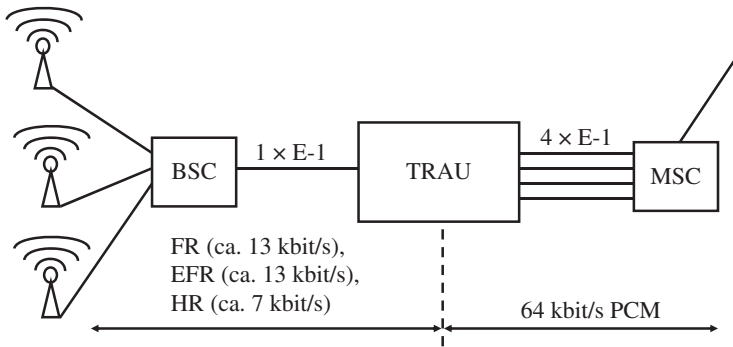 BSC
1 × E-1
TRAU
4 × E-1
MSC
FR (ca. 13 kbit/s),
EFR (ca. 13 kbit/s),
HR (ca. 7 kbit/s)
64 kbit/s PCM